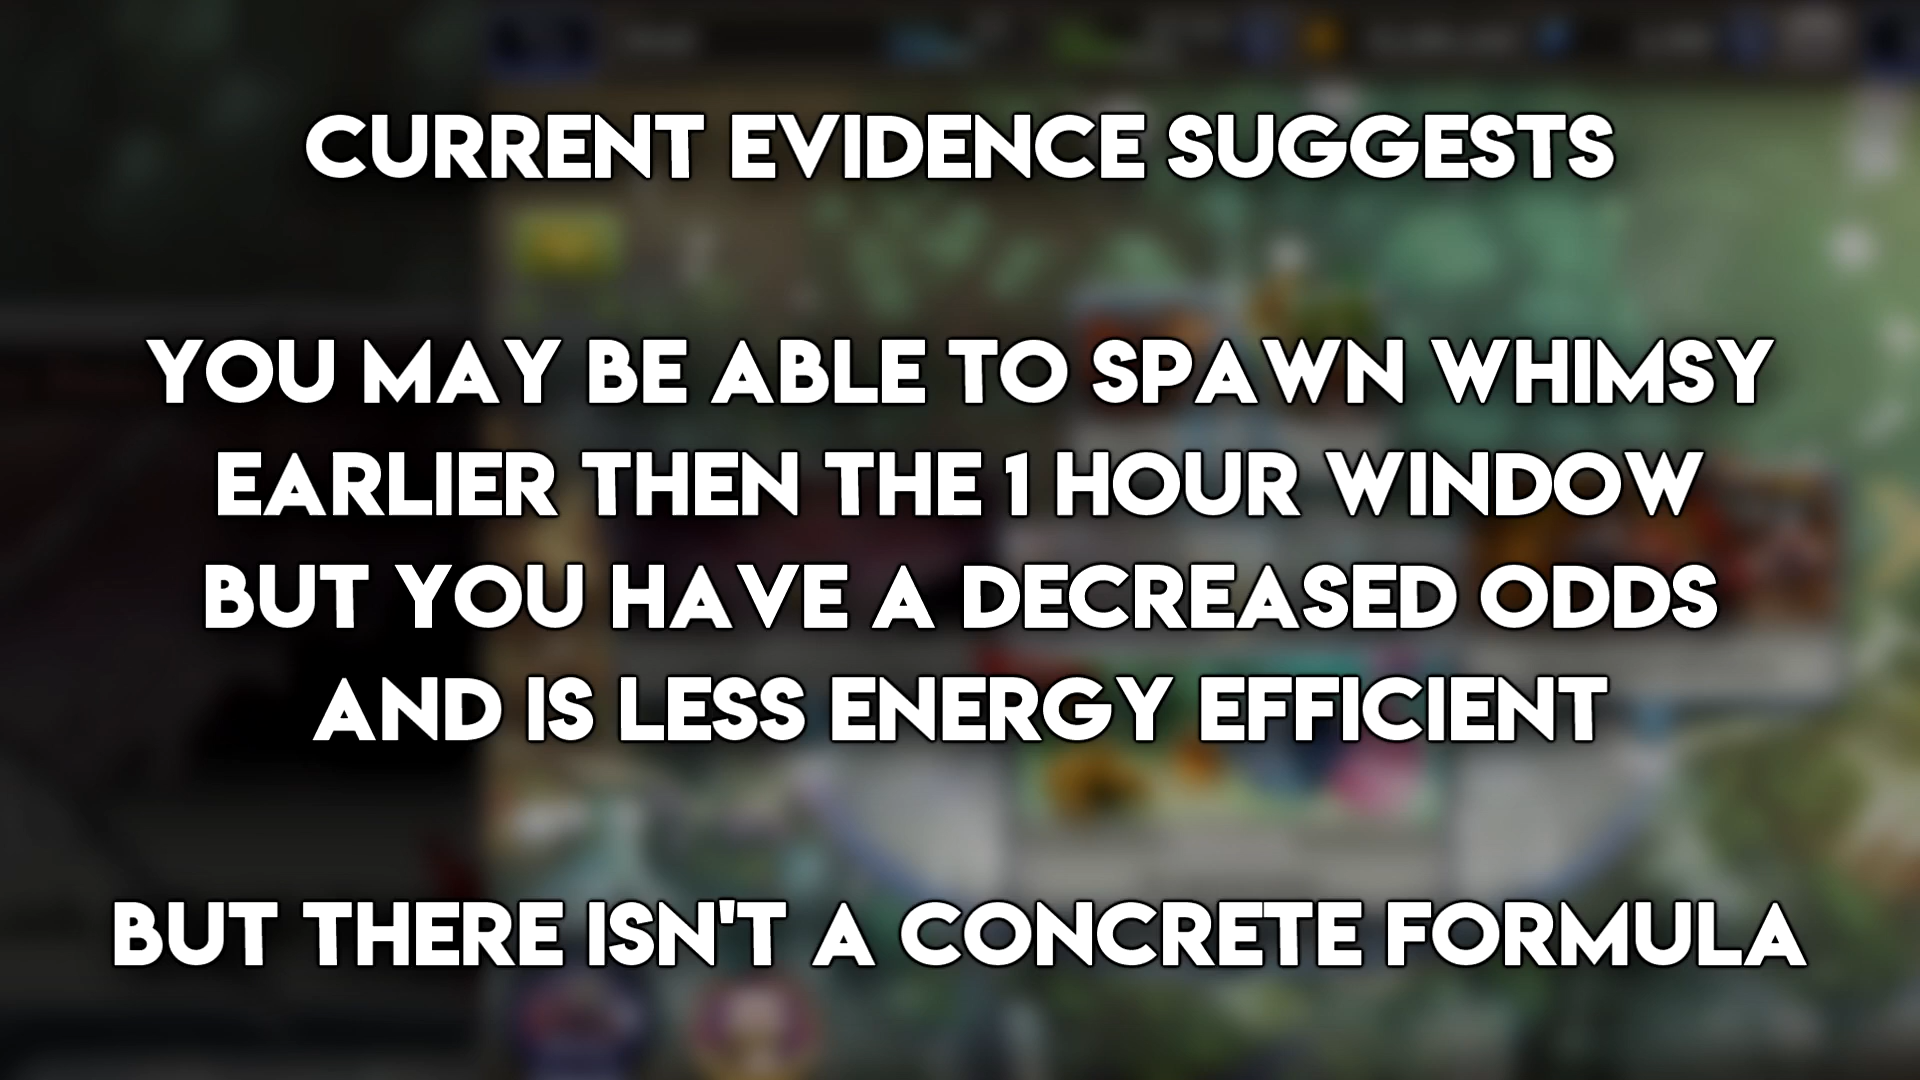 CURRENT EVIDENCE SUGGESTS
YOU MAY BE ABLE TO SPAWN WHIMSY
EARLIER THEN THE 1 HOUR WINDOW
BUT YOU HAVE A DECREASED ODDS
AND IS LESS ENERGY EFFICIENT
BUT THERE ISN'T A CONCRETE FORMULA